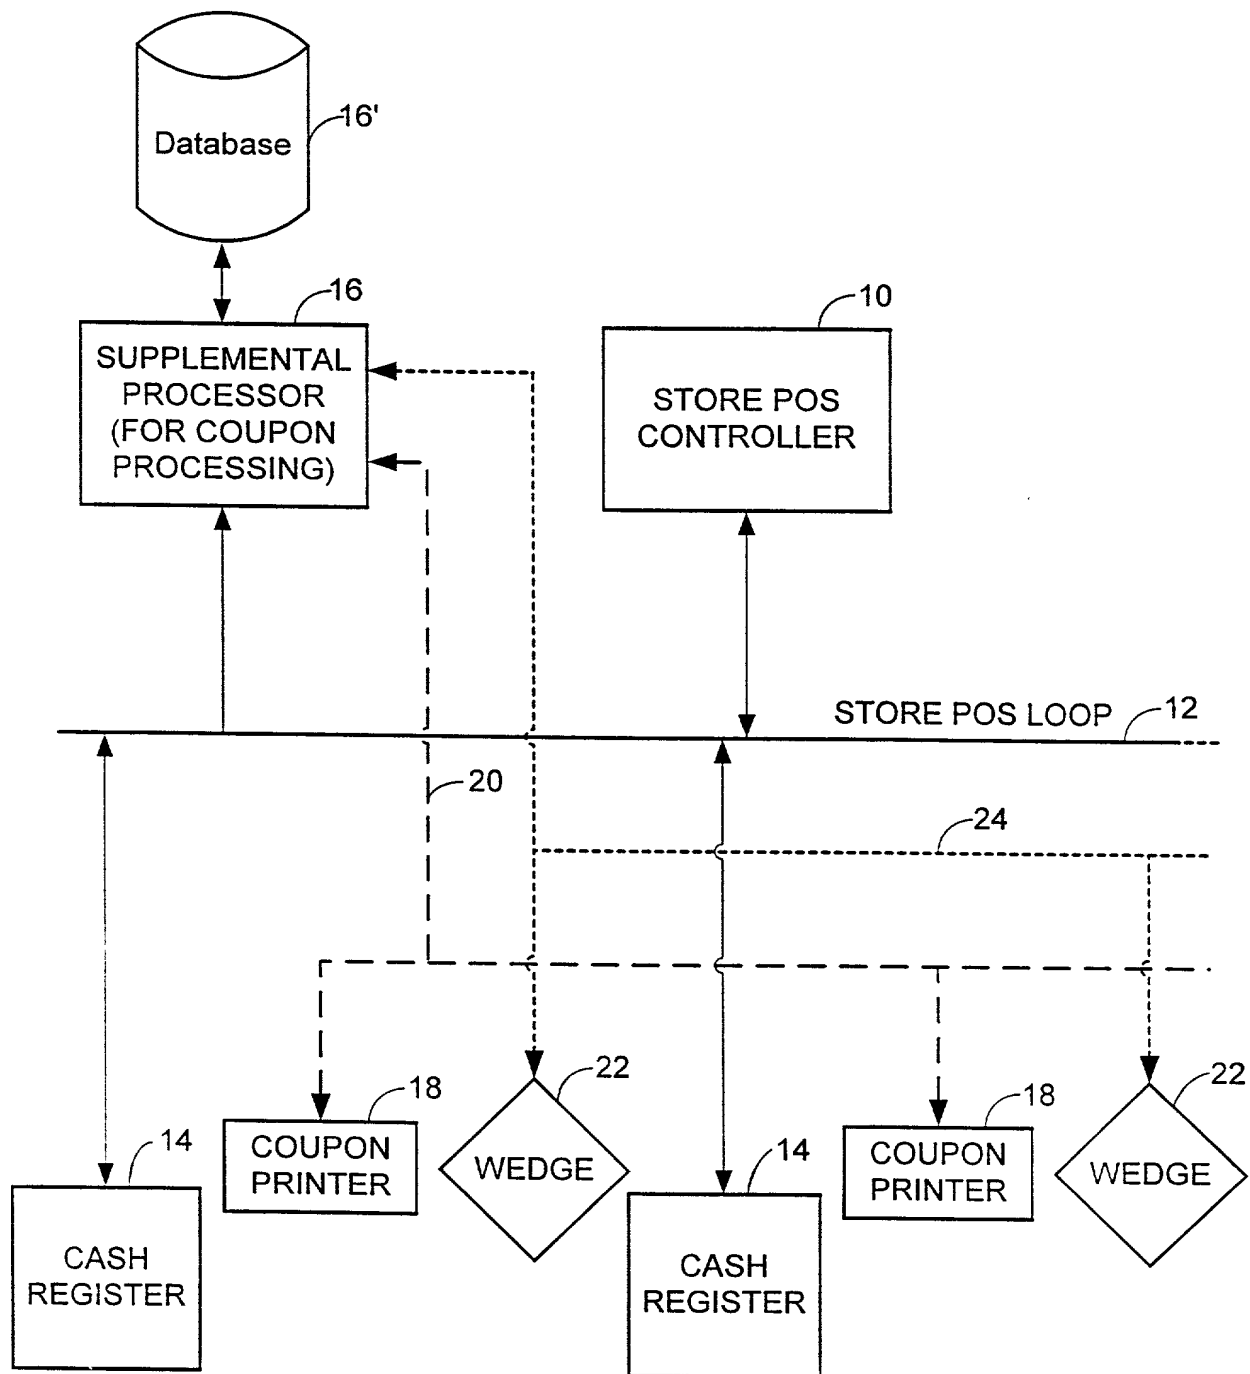 16'
Database
16
10
SUPPLEMENTAL
PROCESSOR
(FOR COUPON
PROCESSING)
STORE POS
CONTROLLER
STORE POS LOOP
12
20
24
22
18
COUPON
PRINTER
WEDGE
14
CASH
REGISTER
14
CASH
REGISTER
18
COUPON
PRINTER
22
WEDGE